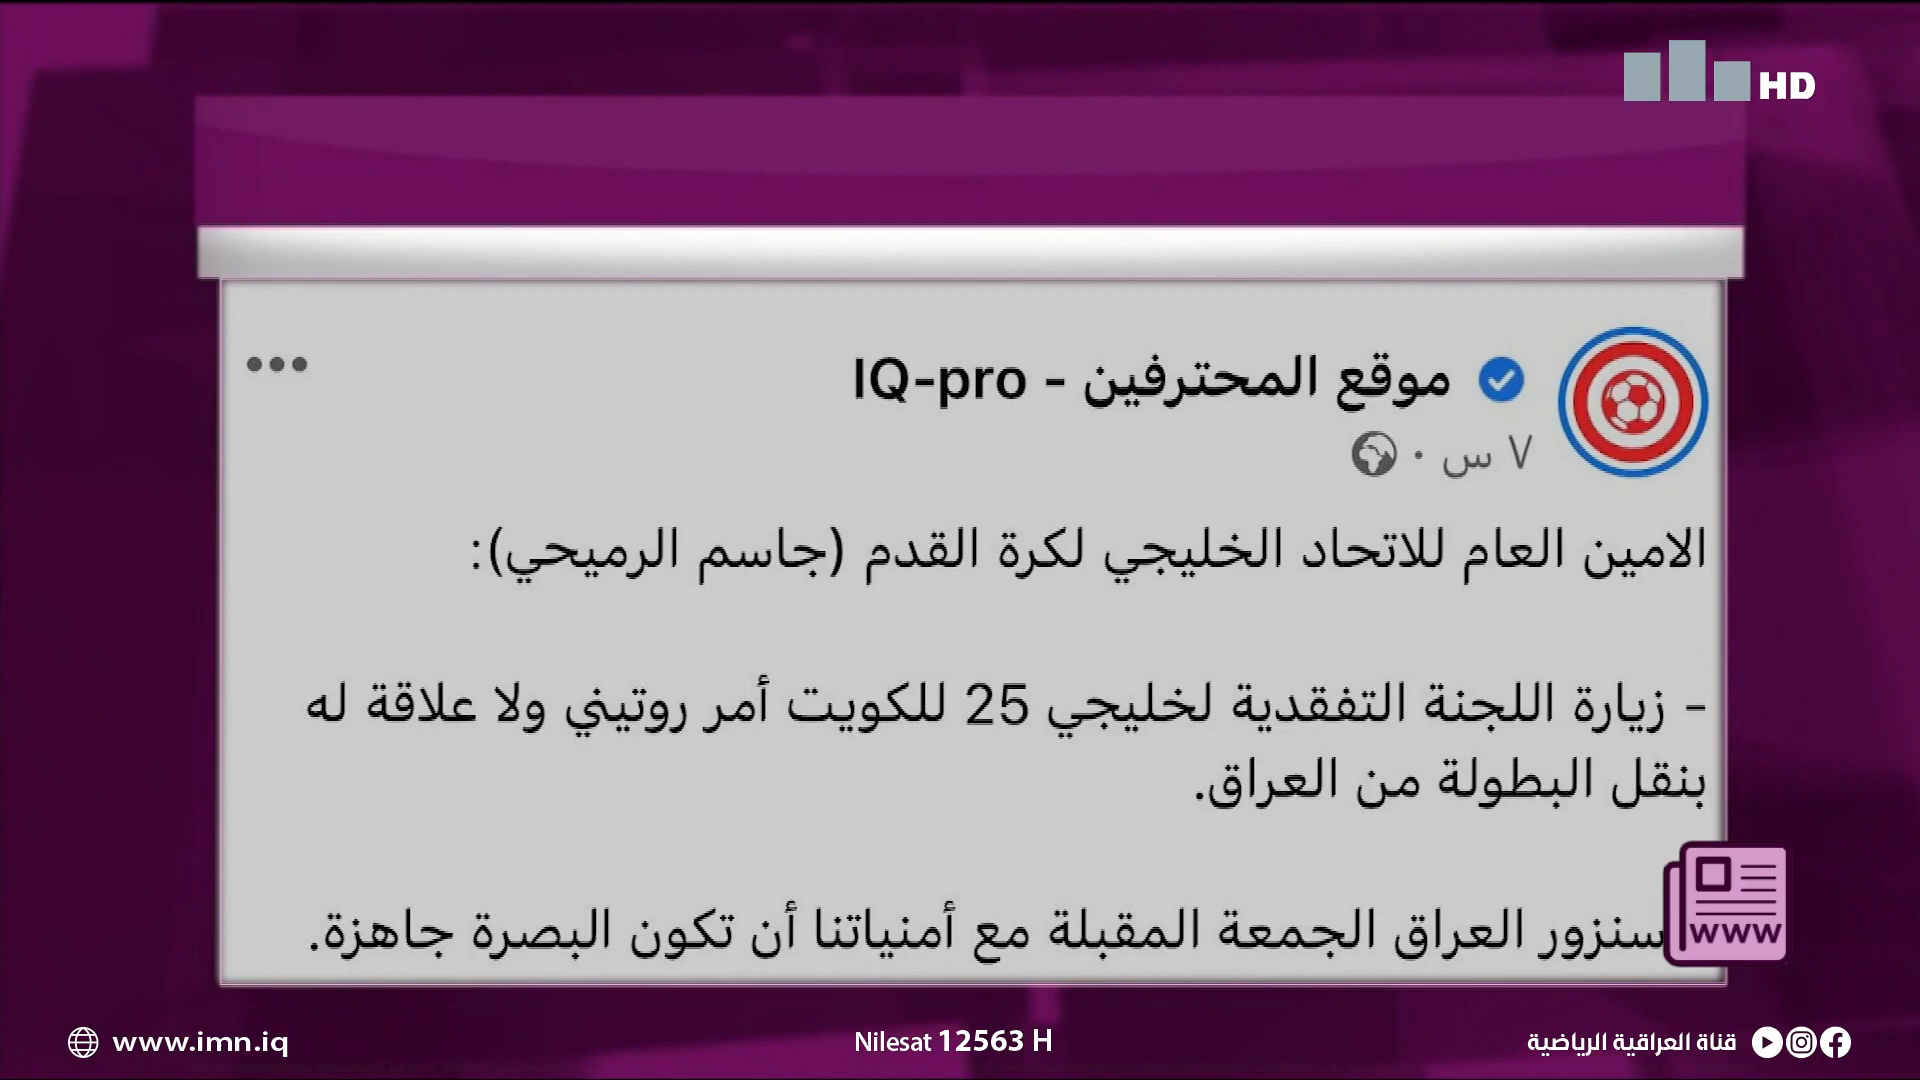 HD
موقع المحترفين - IQ-pro
٧ س ·
الامين العام للاتحاد الخليجي لكرة القدم (جاسم الرميحي):
- زيارة اللجنة التفقدية لخليجي 25 للكويت أمر روتيني ولا علاقة له
بنقل البطولة من العراق.
سنزور العراق الجمعة المقبلة مع أمنياتنا أن تكون البصرة جاهزة.
www
www.imn.iq
Nilesat 12563 H
قناة العراقية الرياضية